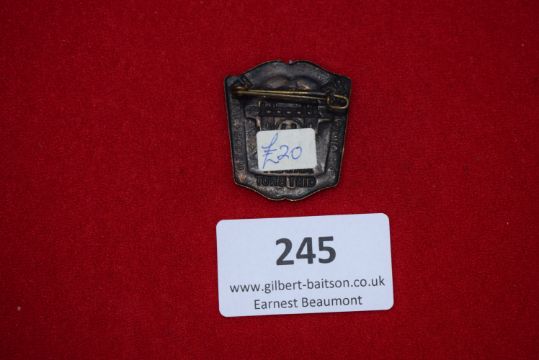 £20
245
www.gilbert-baitson.co.uk
Earnest Beaumont